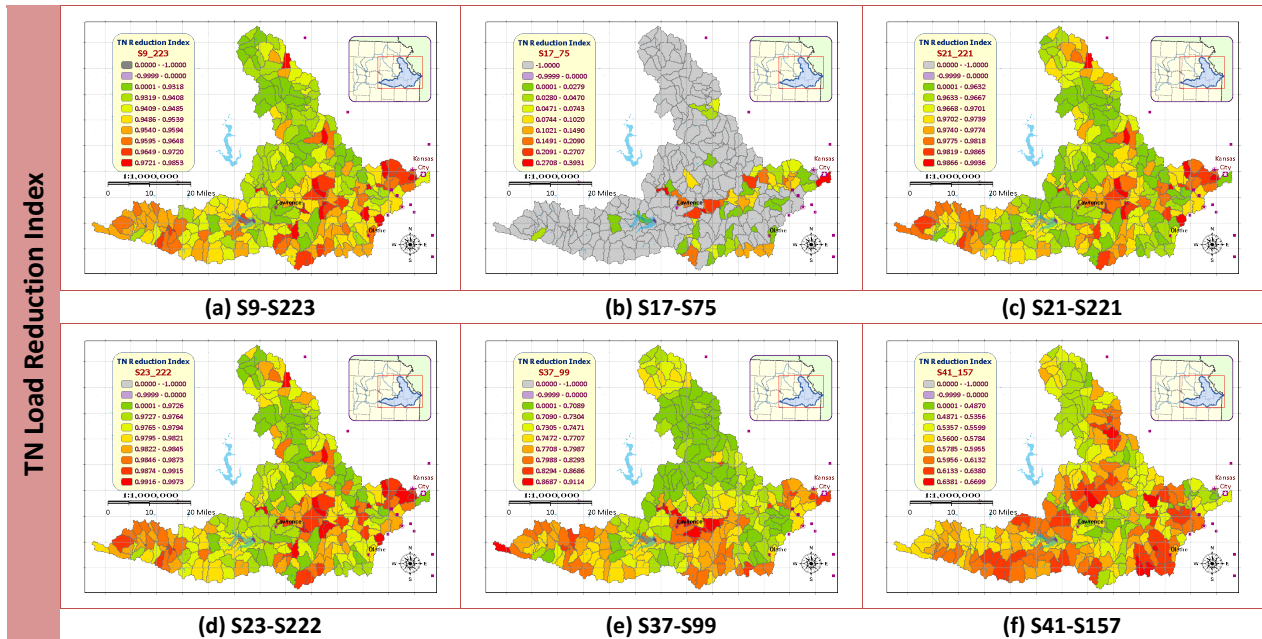 TN Load Reduction Index
TN Reduction Index
S9_223
0.0000 - -1.0000
-0.9999 - 0.0000
0.0001 - 0.9318
0.9319 - 0.9408
0.9409 - 0.9485
0.9486 - 0.9539
0.9540 - 0.9594
0.9595 - 0.9648
0.9649 - 0.9720
0.9721 - 0.9853
1:1,000,000
0 10 20 Miles
Lawrence
Kansas
City
Olathe
N
W E
S
(a) S9-S223
TN Reduction Index
S17_75
-1.0000
-0.9999 - 0.0000
0.0001 - 0.0279
0.0280 - 0.0470
0.0471 - 0.0743
0.0744 - 0.1020
0.1021 - 0.1490
0.1491 - 0.2090
0.2091 - 0.2707
0.2708 - 0.3931
1:1,000,000
0 10 20 Miles
Lawrence
Kansas
City
Olathe
N
W E
S
(b) S17-S75
TN Reduction Index
S21_221
0.0000 - -1.0000
-0.9999 - 0.0000
0.0001 - 0.9632
0.9633 - 0.9667
0.9668 - 0.9701
0.9702 - 0.9739
0.9740 - 0.9774
0.9775 - 0.9818
0.9819 - 0.9865
0.9866 - 0.9936
1:1,000,000
0 10 20 Miles
Lawrence
Kansas
City
Olathe
N
W E
S
(c) S21-S221
TN Reduction Index
S23_222
0.0000 - -1.0000
-0.9999 - 0.0000
0.0001 - 0.9726
0.9727 - 0.9764
0.9765 - 0.9794
0.9795 - 0.9821
0.9822 - 0.9845
0.9846 - 0.9873
0.9874 - 0.9915
0.9916 - 0.9973
1:1,000,000
0 10 20 Miles
Lawrence
Kansas
City
Olathe
N
W E
S
(d) S23-S222
TN Reduction Index
S37_99
0.0000 - -1.0000
-0.9999 - 0.0000
0.0001 - 0.7089
0.7090 - 0.7304
0.7305 - 0.7471
0.7472 - 0.7707
0.7708 - 0.7987
0.7988 - 0.8293
0.8294 - 0.8686
0.8687 - 0.9114
1:1,000,000
0 10 20 Miles
Lawrence
Kansas
City
Olathe
N
W E
S
(e) S37-S99
TN Reduction Index
S41_157
0.0000 - -1.0000
-0.9999 - 0.0000
0.0001 - 0.4870
0.4871 - 0.5356
0.5357 - 0.5599
0.5600 - 0.5784
0.5785 - 0.5955
0.5956 - 0.6132
0.6133 - 0.6380
0.6381 - 0.6699
1:1,000,000
0 10 20 Miles
Lawrence
Kansas
City
Olathe
N
W E
S
(f) S41-S157